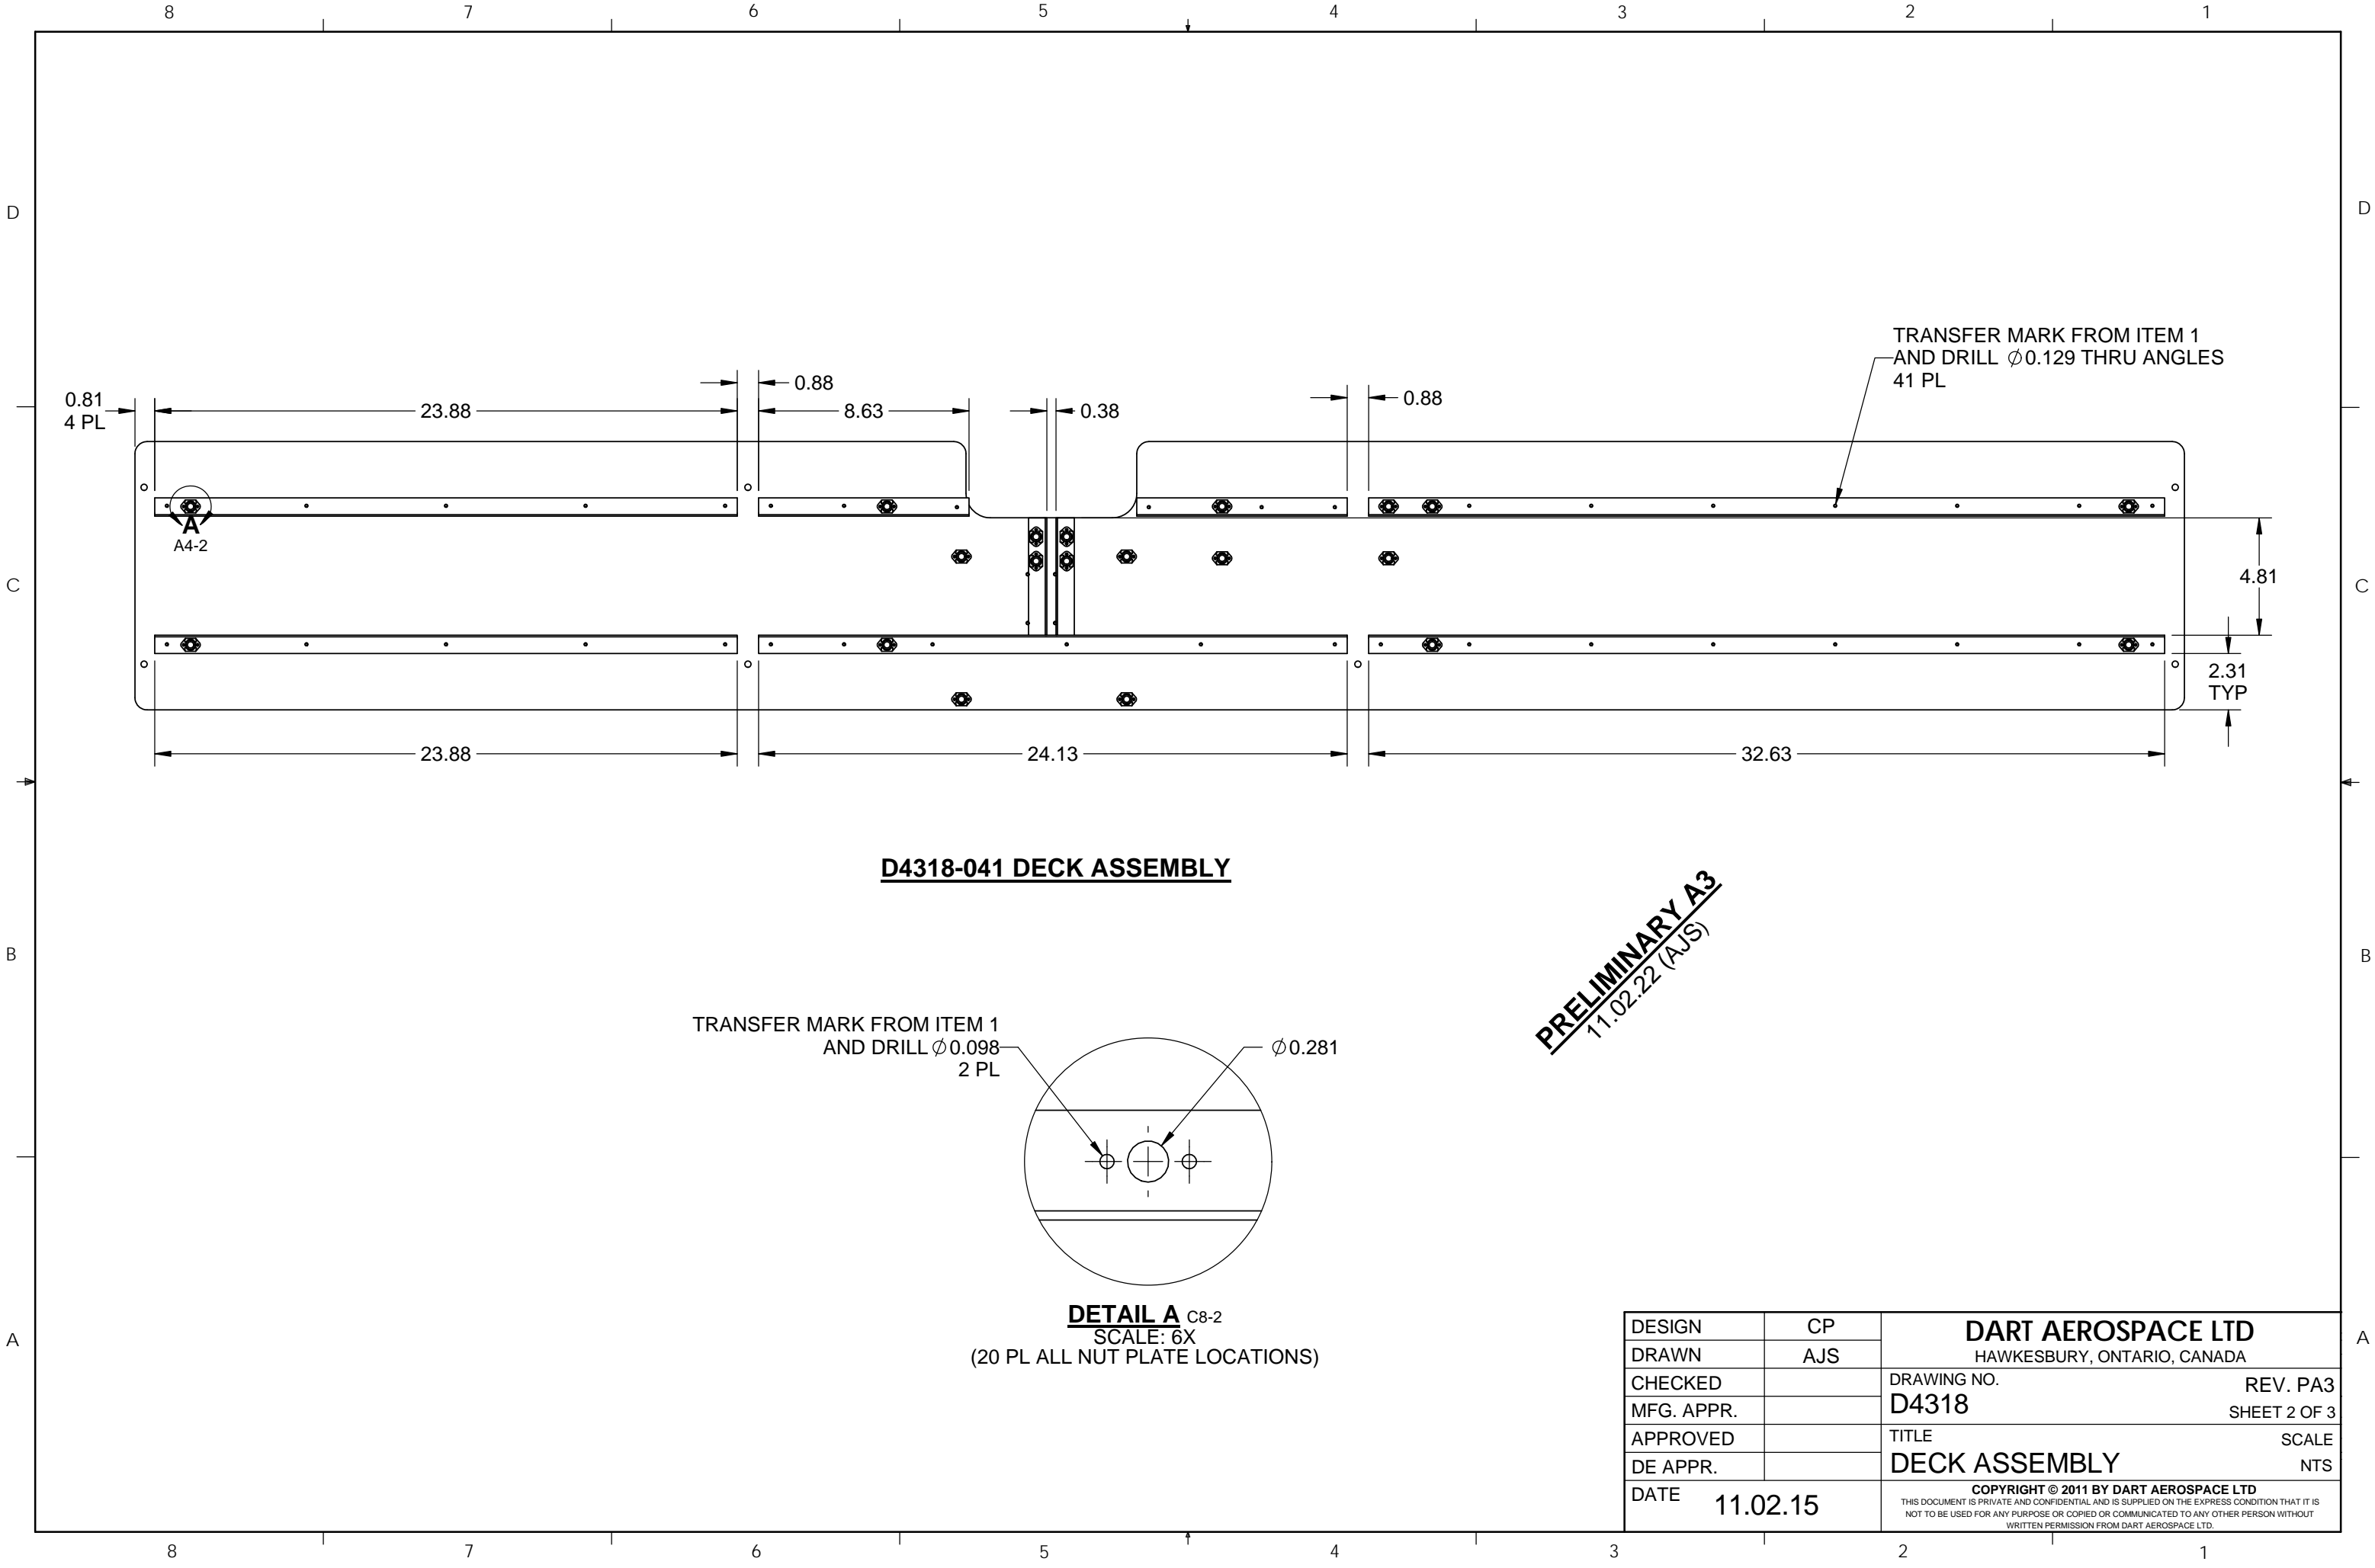 8 7 6 5 4 3 2 1
D D
TRANSFER MARK FROM ITEM 1
AND DRILL ∅0.129 THRU ANGLES
41 PL
0.81
4 PL
23.88
0.88
8.63
0.38
0.88
A
A4-2
C C
4.81
2.31
TYP
23.88
24.13
32.63
D4318-041 DECK ASSEMBLY
PRELIMINARY A3
11.02.22 (AJS)
B B
TRANSFER MARK FROM ITEM 1
AND DRILL ∅0.098
2 PL
∅0.281
DETAIL A C8-2
SCALE: 6X
(20 PL ALL NUT PLATE LOCATIONS)
A A
DESIGN CP
DRAWN AJS
CHECKED
MFG. APPR.
APPROVED
DE APPR.
DATE 11.02.15
DART AEROSPACE LTD
HAWKESBURY, ONTARIO, CANADA
DRAWING NO. REV. PA3
D4318 SHEET 2 OF 3
TITLE SCALE
DECK ASSEMBLY NTS
COPYRIGHT © 2011 BY DART AEROSPACE LTD
THIS DOCUMENT IS PRIVATE AND CONFIDENTIAL AND IS SUPPLIED ON THE EXPRESS CONDITION THAT IT IS
NOT TO BE USED FOR ANY PURPOSE OR COPIED OR COMMUNICATED TO ANY OTHER PERSON WITHOUT
WRITTEN PERMISSION FROM DART AEROSPACE LTD.
8 7 6 5 4 3 2 1